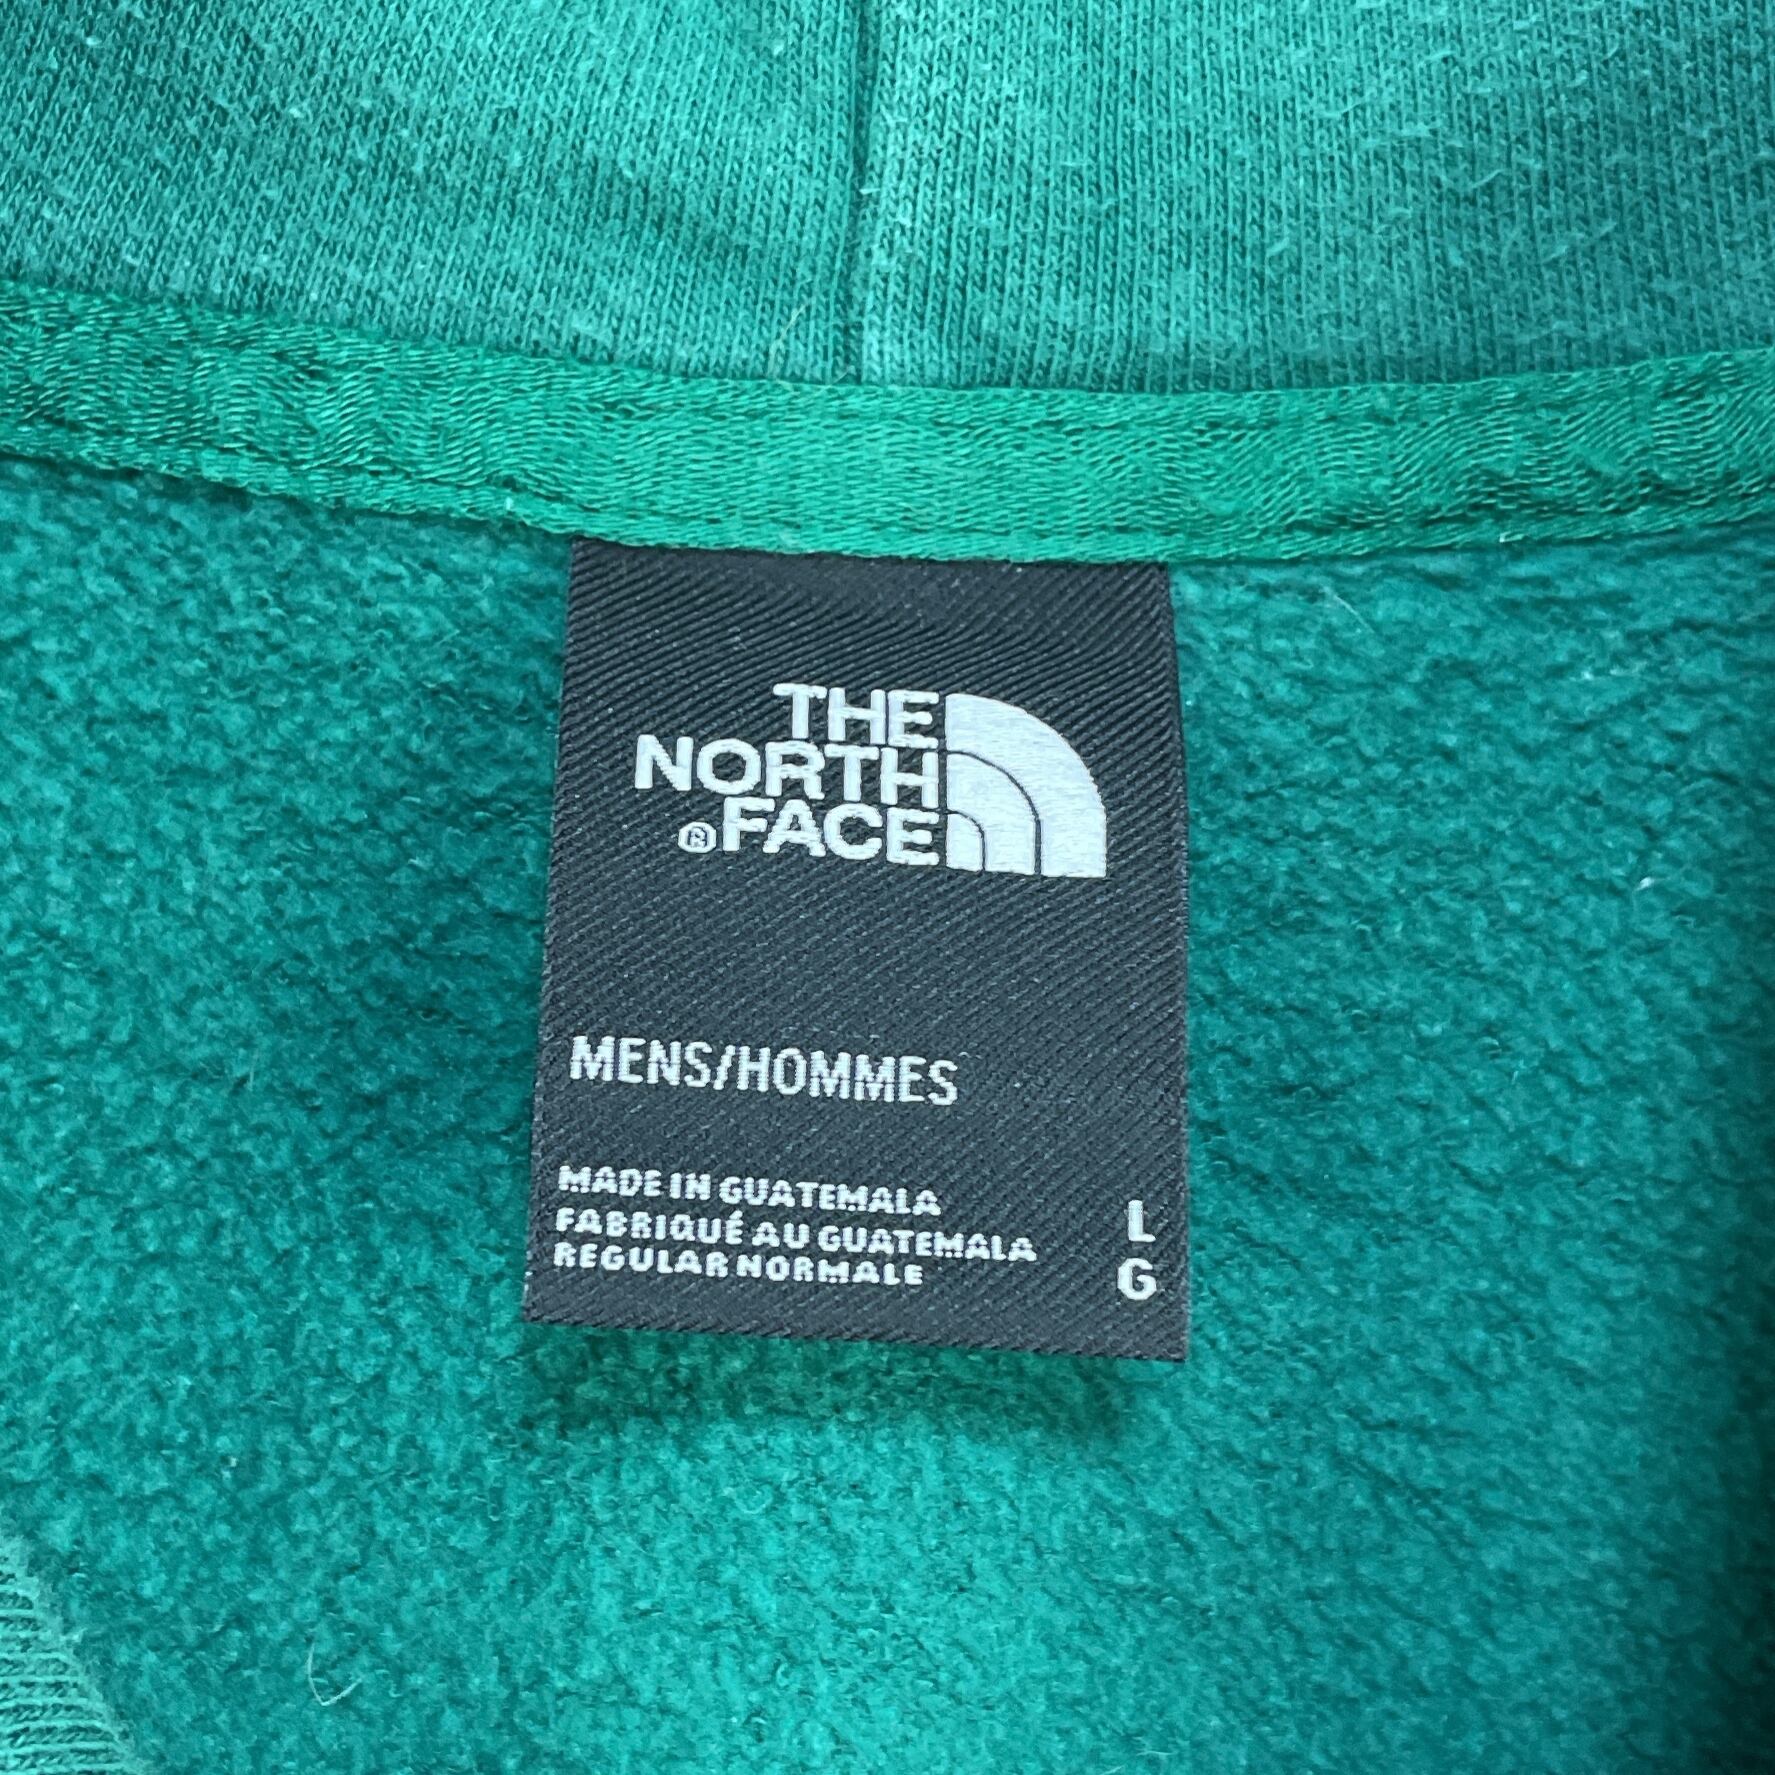 THE
NORTH
®FACE
MENS/HOMMES
MADE IN GUATEMALA
FABRIQUÉ AU GUATEMALA
REGULAR NORMALE
L
G